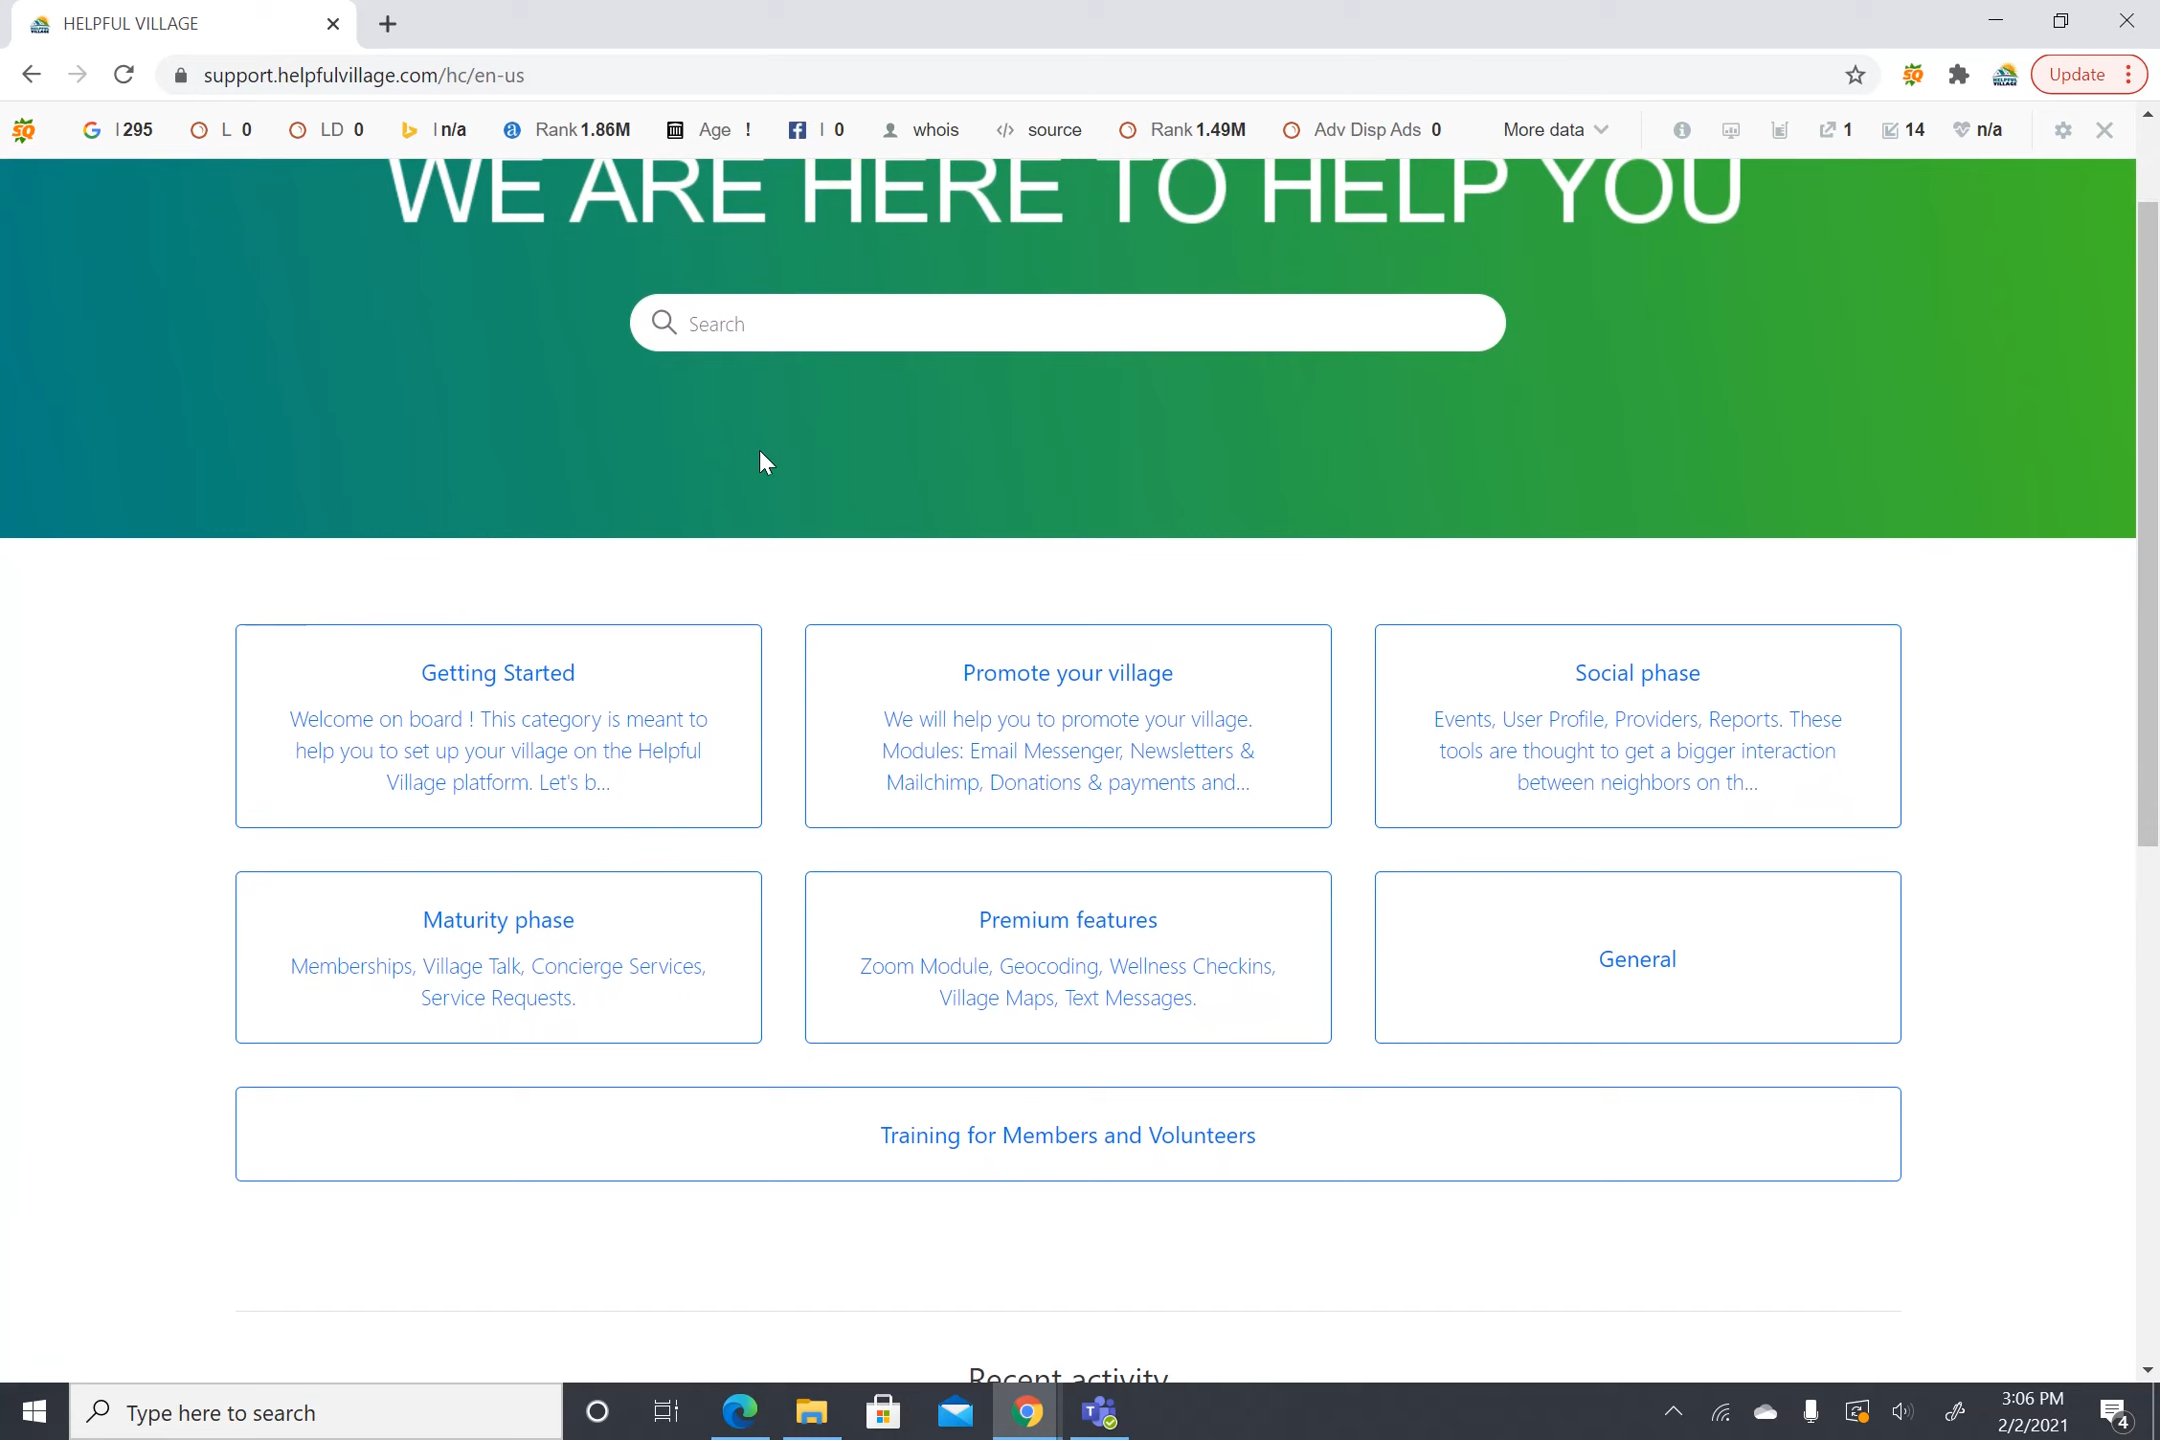 HELPFUL VILLAGE
support.helpfulvillage.com/hc/en-us
Update
SQ I 295 L 0 LD 0 I n/a Rank 1.86M Age ! I 0 whois source Rank 1.49M Adv Disp Ads 0 More data 1 14 n/a
WE ARE HERE TO HELP YOU
Search
Getting Started
Welcome on board ! This category is meant to
help you to set up your village on the Helpful
Village platform. Let's b...
Promote your village
We will help you to promote your village.
Modules: Email Messenger, Newsletters &
Mailchimp, Donations & payments and...
Social phase
Events, User Profile, Providers, Reports. These
tools are thought to get a bigger interaction
between neighbors on th...
Maturity phase
Memberships, Village Talk, Concierge Services,
Service Requests.
Premium features
Zoom Module, Geocoding, Wellness Checkins,
Village Maps, Text Messages.
General
Training for Members and Volunteers
Recent activity
Type here to search
3:06 PM
2/2/2021
4